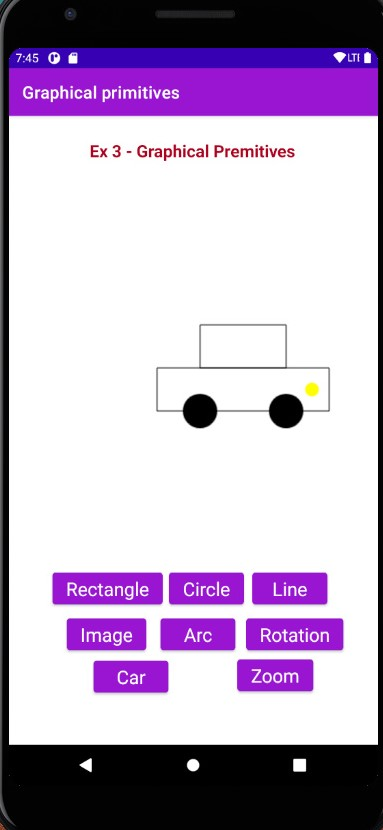 7:45 LTE
Graphical primitives
Ex 3 - Graphical Premitives
Rectangle Circle Line
Image Arc Rotation
Car Zoom